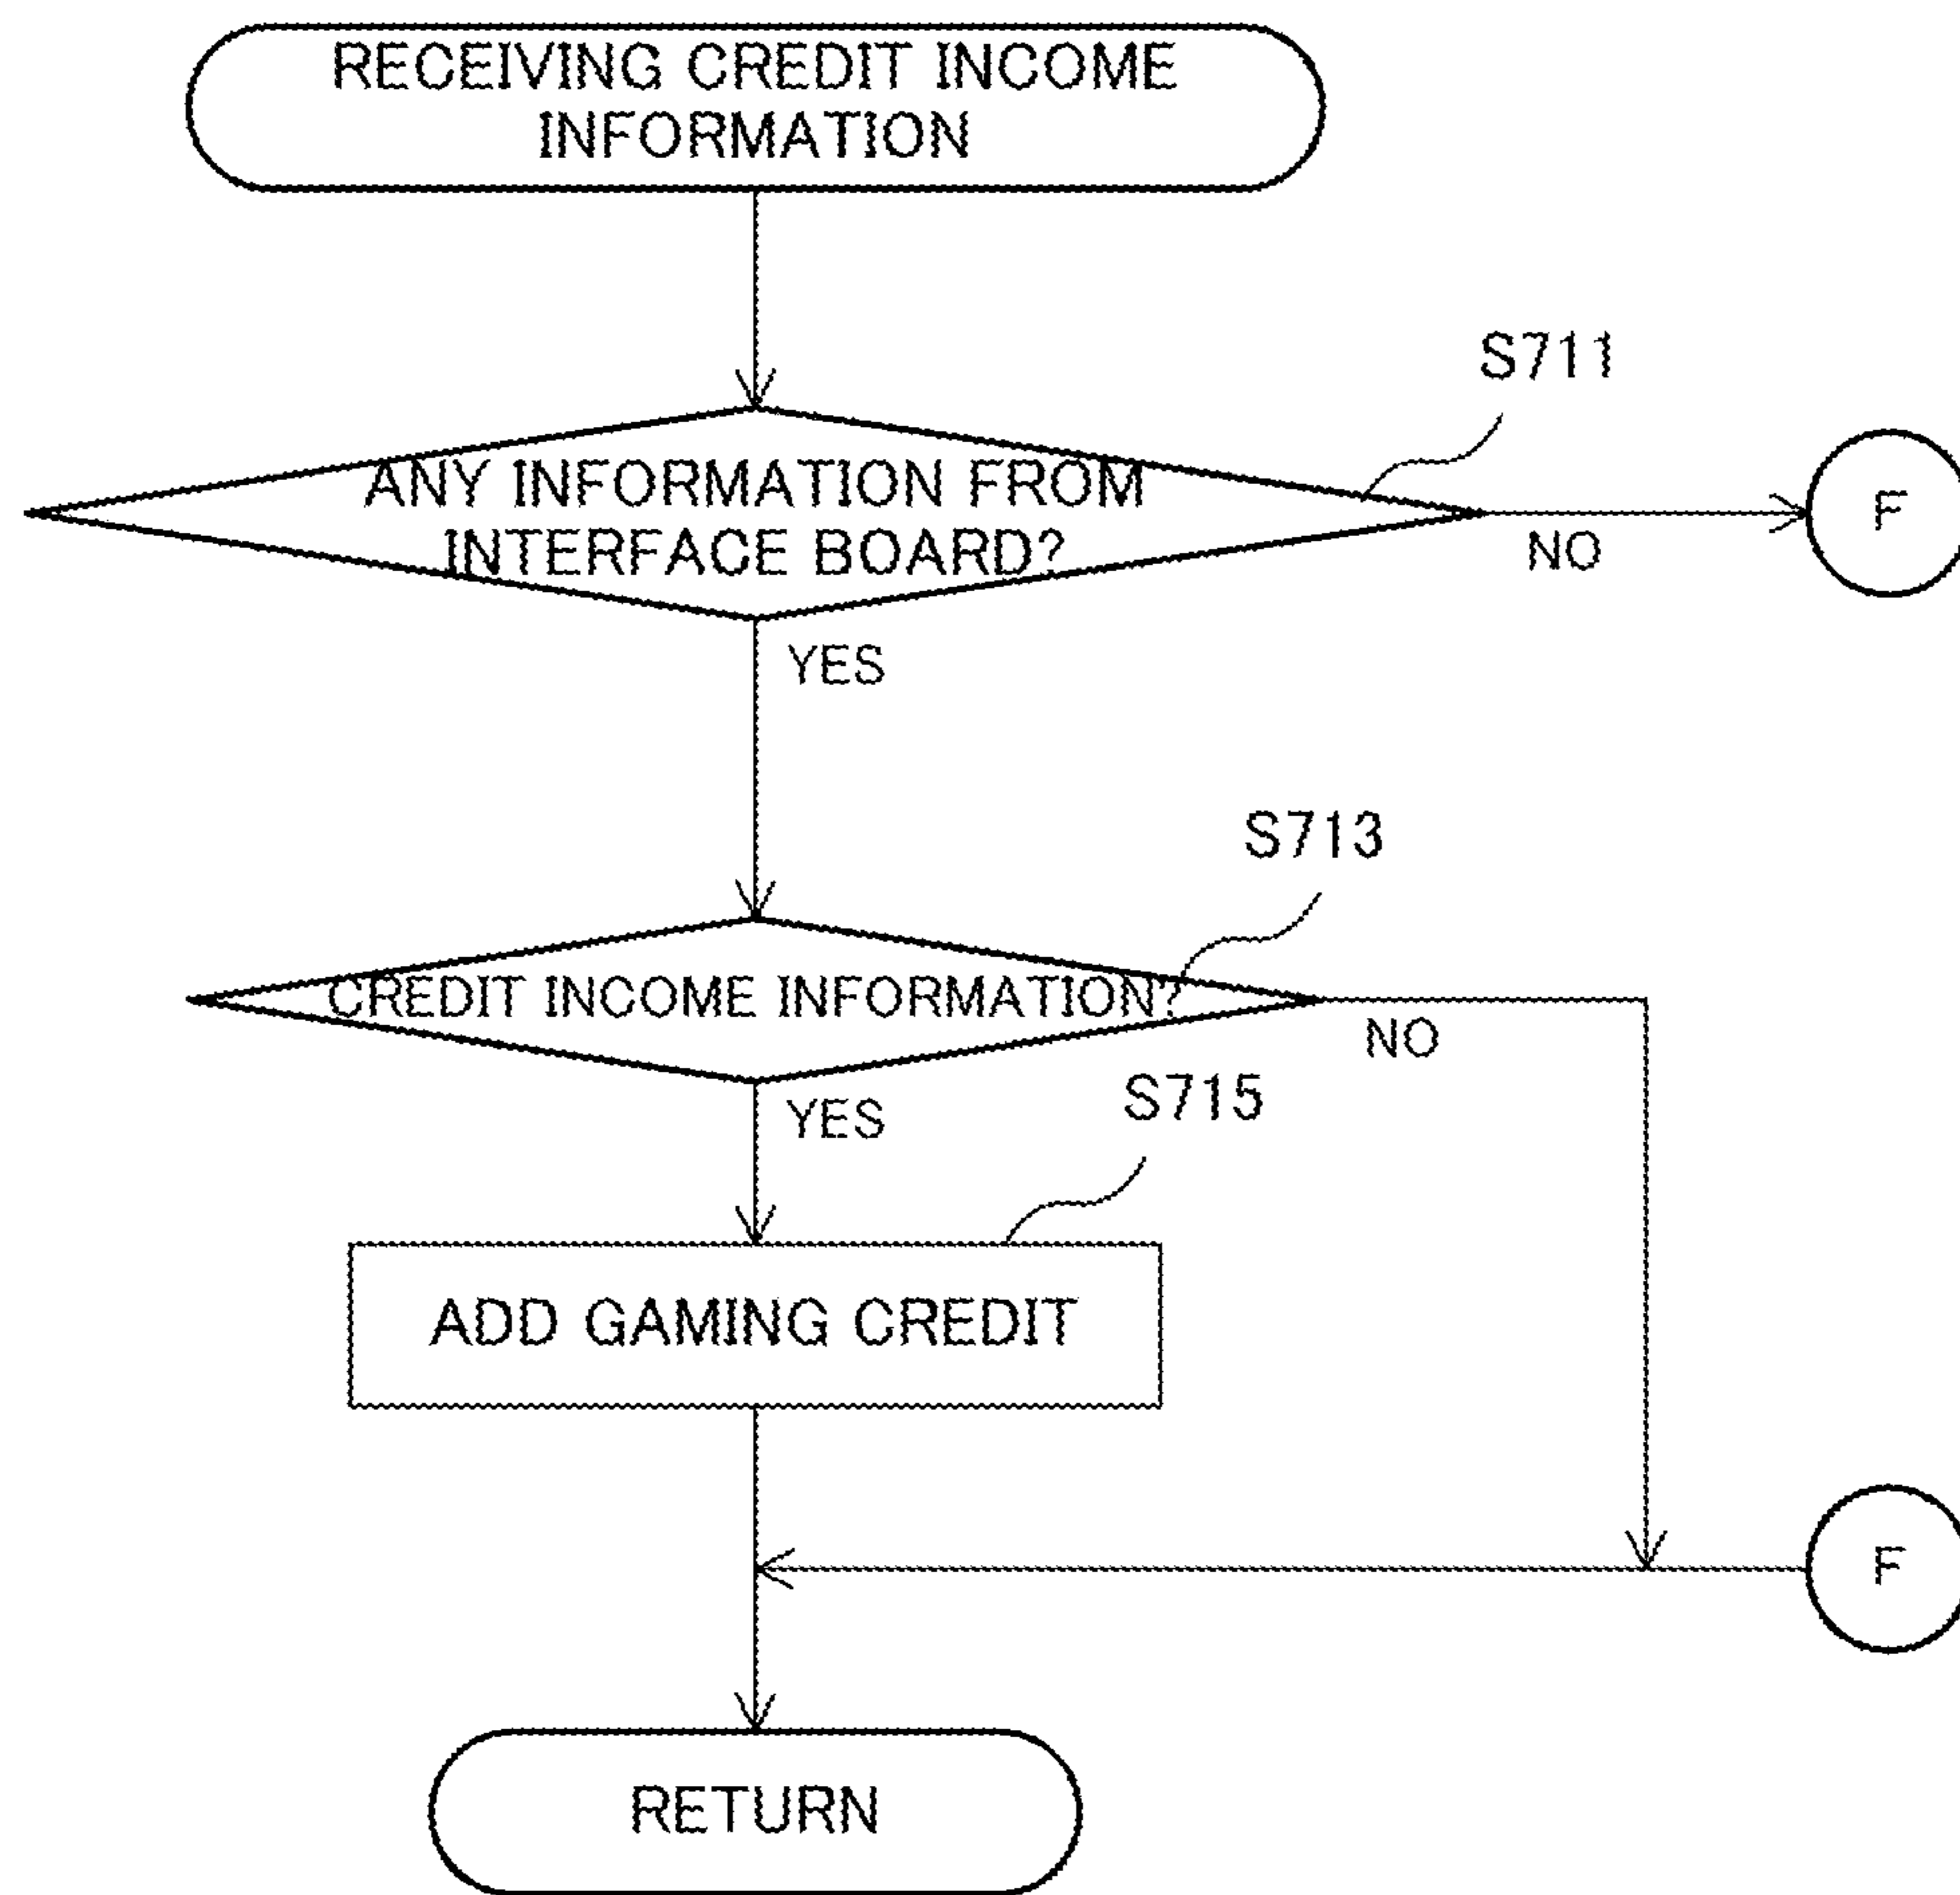 RECEIVING CREDIT INCOME
INFORMATION
S711
ANY INFORMATION FROM
INTERFACE BOARD?
F
NO
YES
S713
CREDIT INCOME INFORMATION?
NO
YES
S715
ADD GAMING CREDIT
F
RETURN